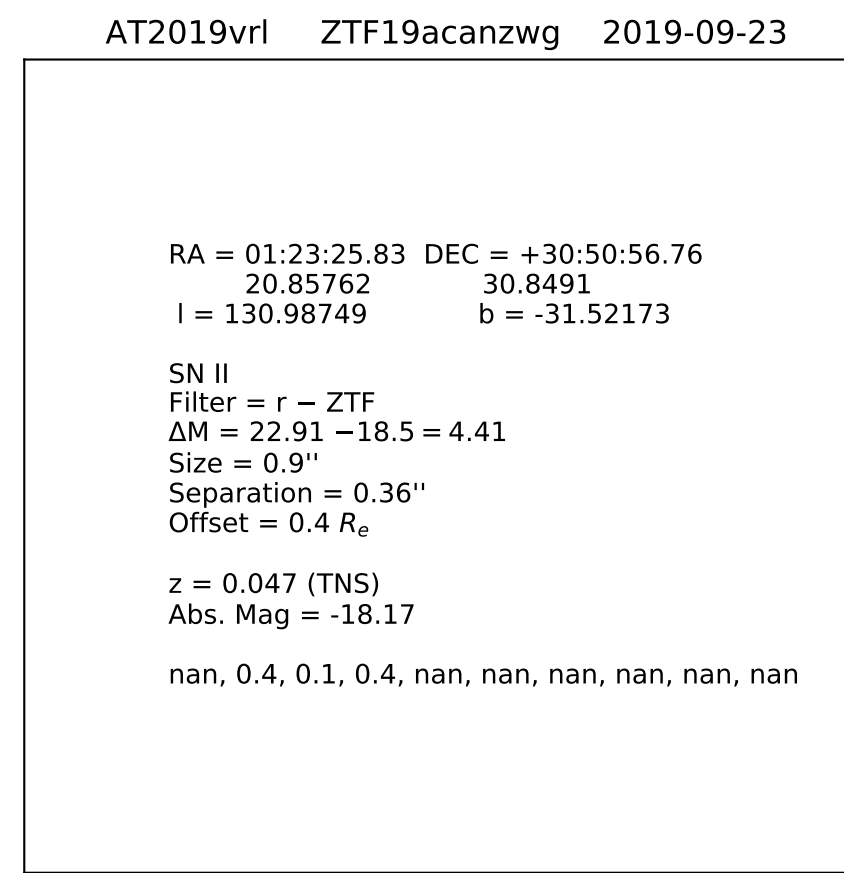 AT2019vrl ZTF19acanzwg 2019-09-23
RA = 01:23:25.83 DEC = +30:50:56.76
20.85762 30.8491
l = 130.98749 b = -31.52173
SN II
Filter = r − ZTF
ΔM = 22.91 −18.5 = 4.41
Size = 0.9''
Separation = 0.36''
Offset = 0.4 Rₑ
z = 0.047 (TNS)
Abs. Mag = -18.17
nan, 0.4, 0.1, 0.4, nan, nan, nan, nan, nan, nan